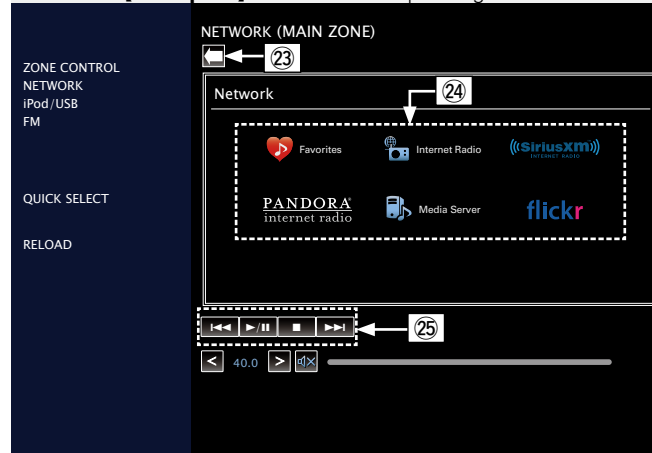 NETWORK (MAIN ZONE)
㉓
ZONE CONTROL
NETWORK
iPod/USB
FM
QUICK SELECT
RELOAD
Network
㉔
Favorites
Internet Radio
(((SiriusXM)))
INTERNET RADIO
PANDORA
internet radio
Media Server
flickr
㉕
< 40.0 >